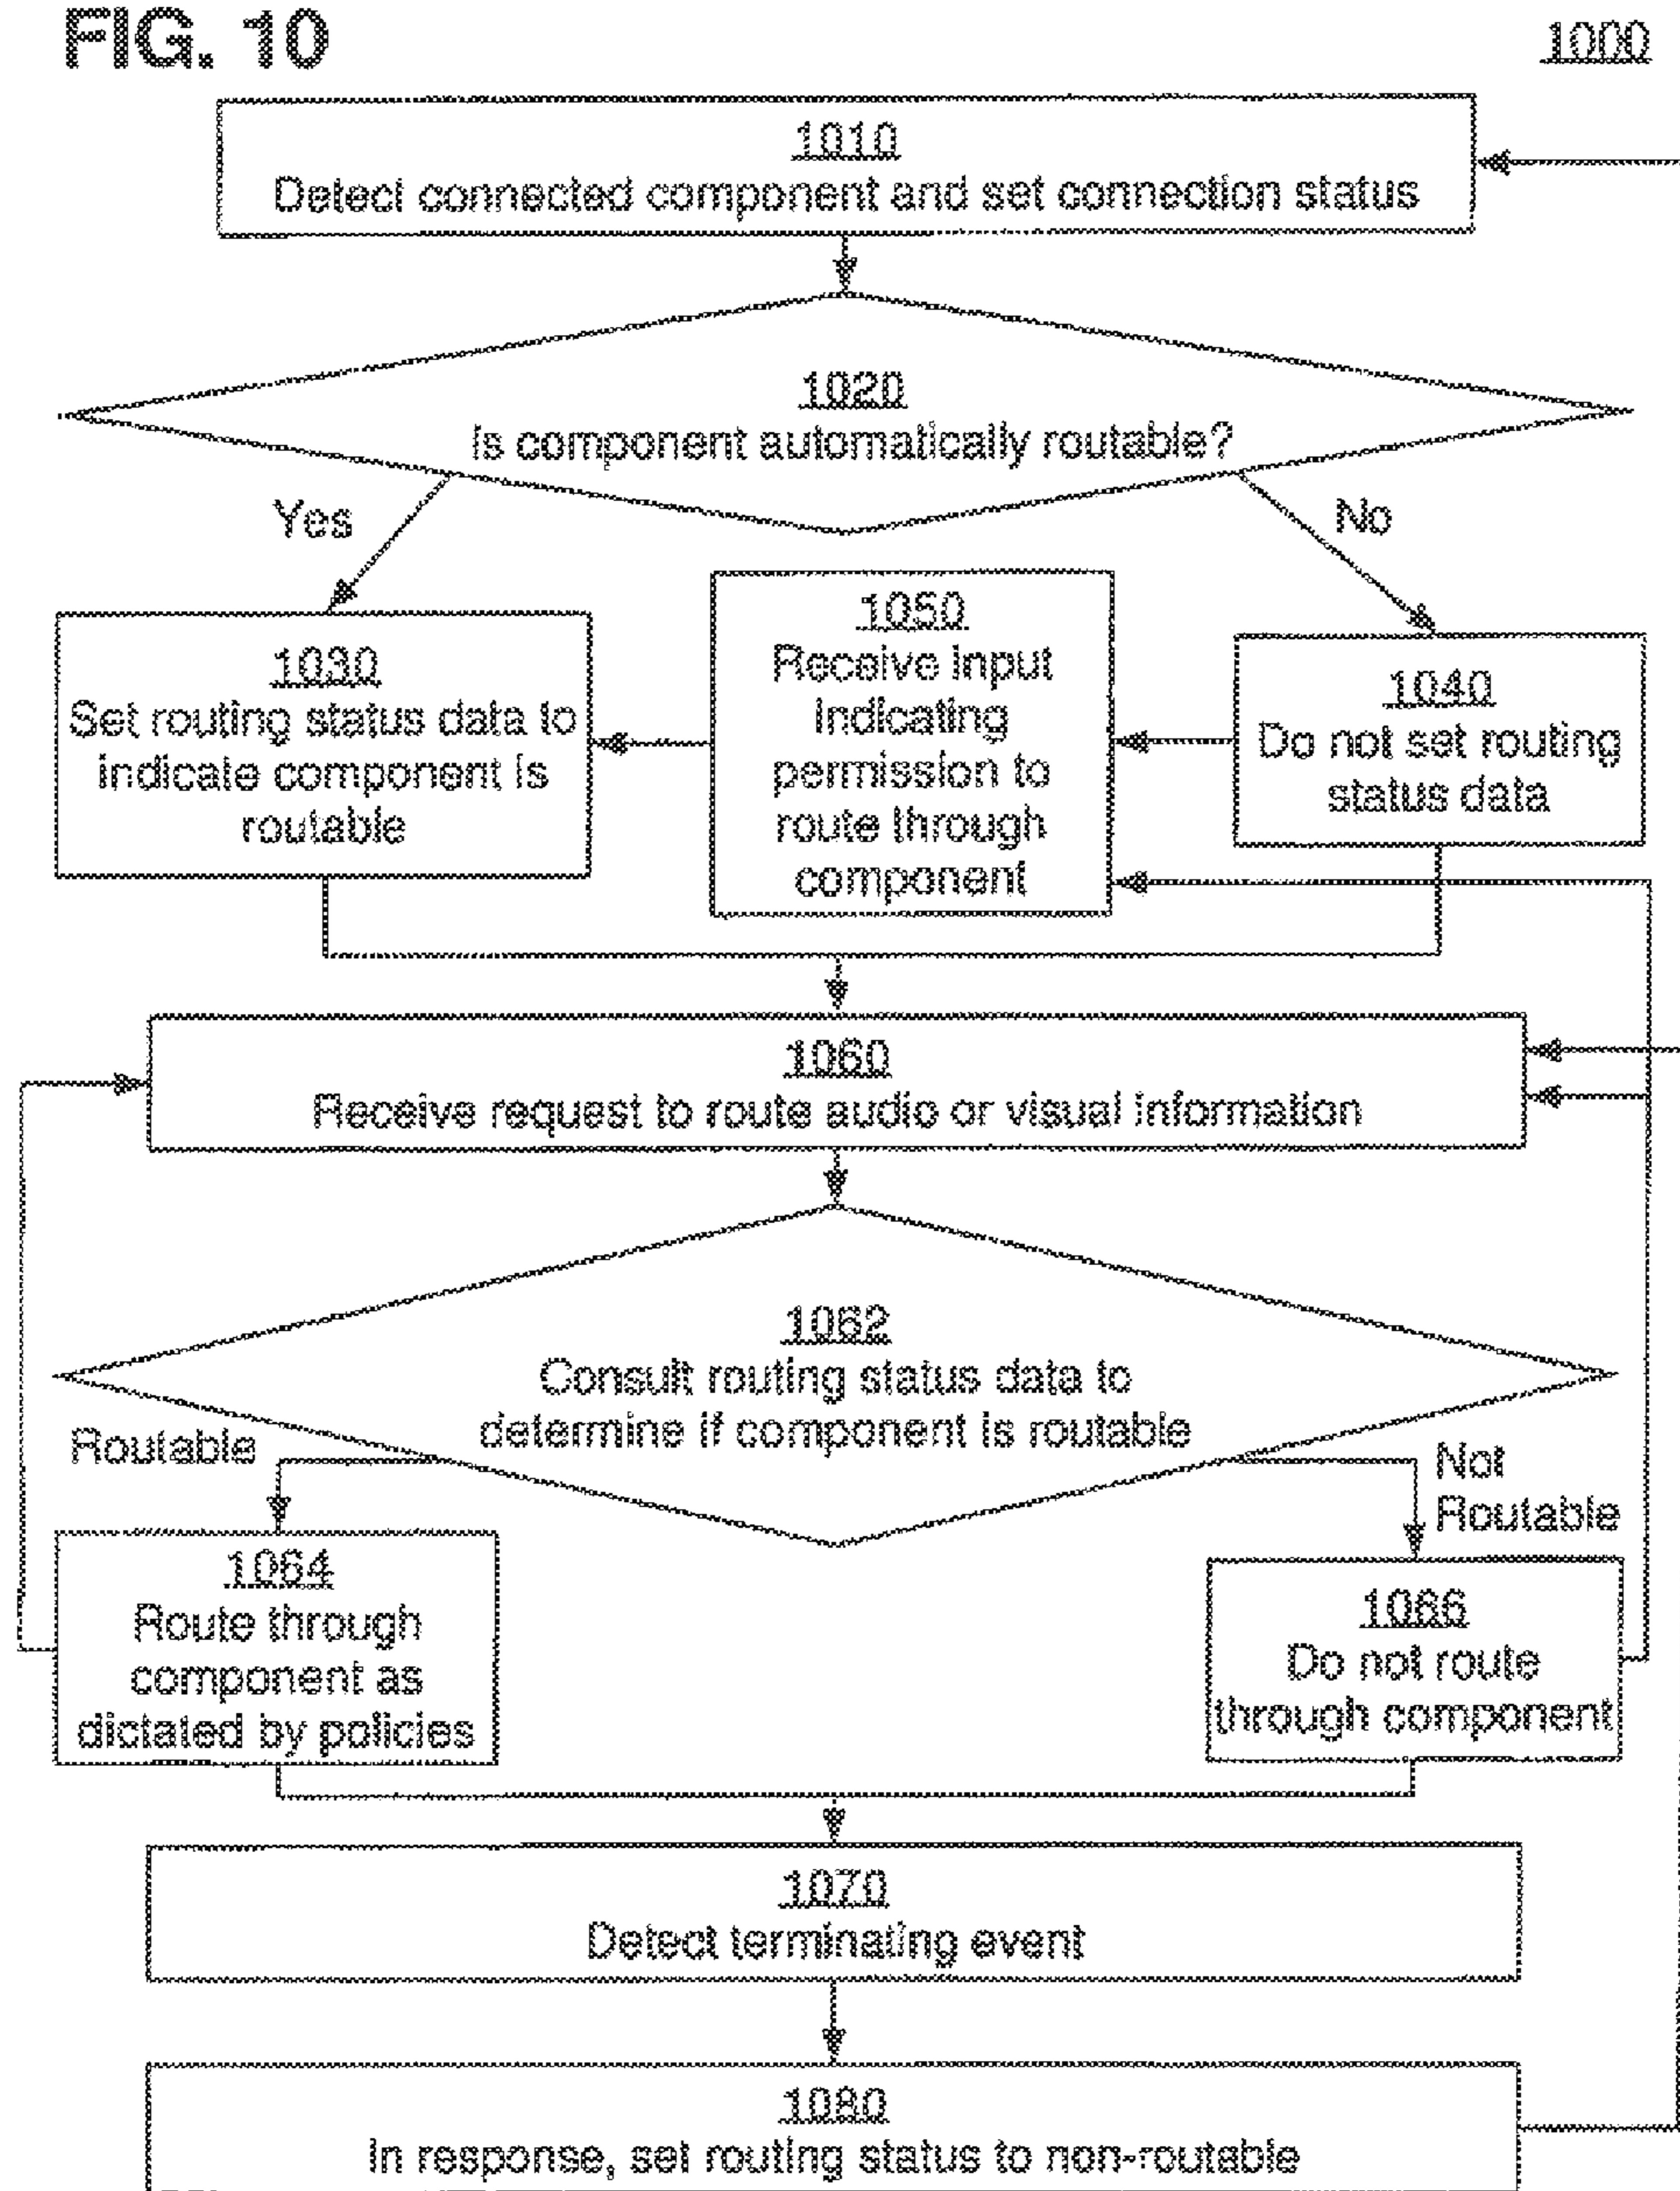 FIG. 10
1000
1010
Detect connected component and set connection status
1020
Is component automatically routable?
Yes
No
1030
Set routing status data to
indicate component is
routable
1050
Receive input
indicating
permission to
route through
component
1040
Do not set routing
status data
1060
Receive request to route audio or visual information
1062
Consult routing status data to
determine if component is routable
Routable
Not
Routable
1064
Route through
component as
dictated by policies
1066
Do not route
through component
1070
Detect terminating event
1080
In response, set routing status to non-routable